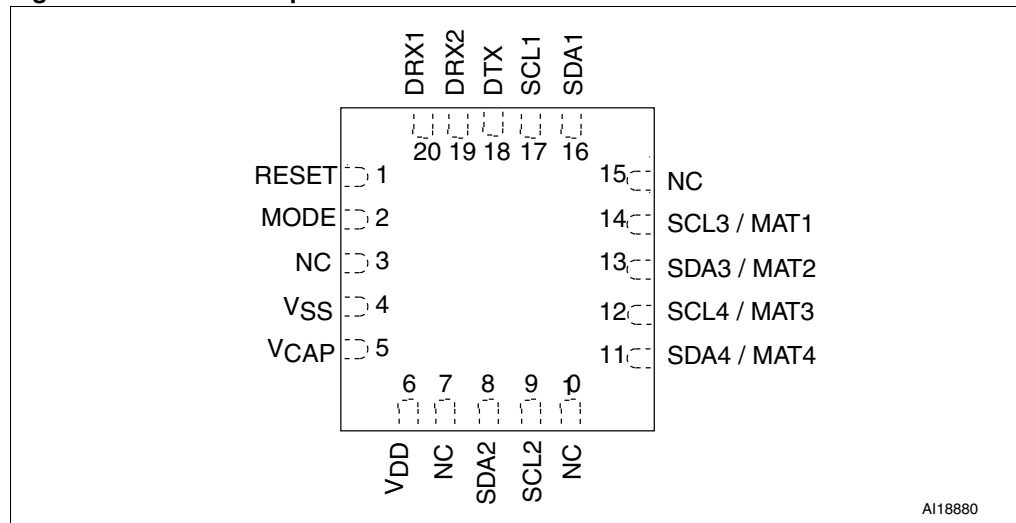 DRX1
DRX2
DTX
SCL1
SDA1
20 19 18 17 16
RESET 1
MODE 2
NC 3
VSS 4
VCAP 5
15 NC
14 SCL3 / MAT1
13 SDA3 / MAT2
12 SCL4 / MAT3
11 SDA4 / MAT4
6 7 8 9 10
VDD
NC
SDA2
SCL2
NC
AI18880